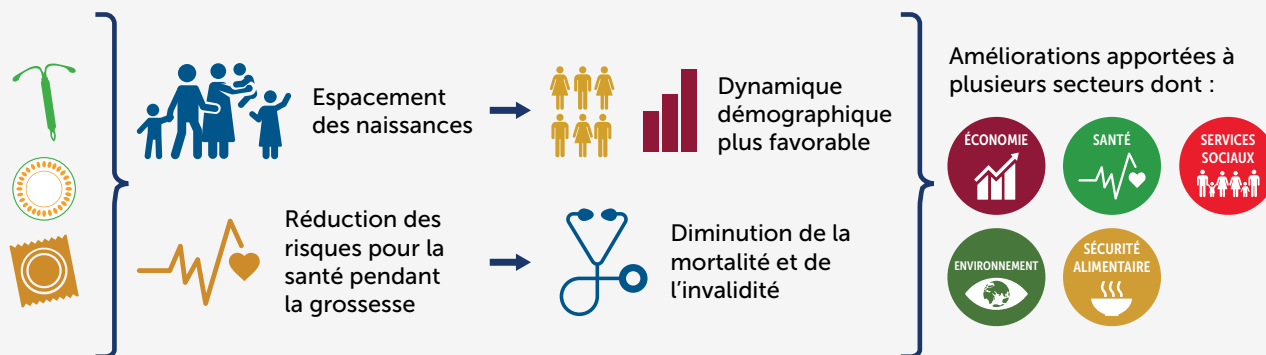 Espacement
des naissances
Dynamique
démographique
plus favorable
Réduction des
risques pour la
santé pendant
la grossesse
Diminution de la
mortalité et de
l’invalidité
Améliorations apportées à
plusieurs secteurs dont :
ÉCONOMIE
SANTÉ
SERVICES
SOCIAUX
ENVIRONNEMENT
SÉCURITÉ
ALIMENTAIRE